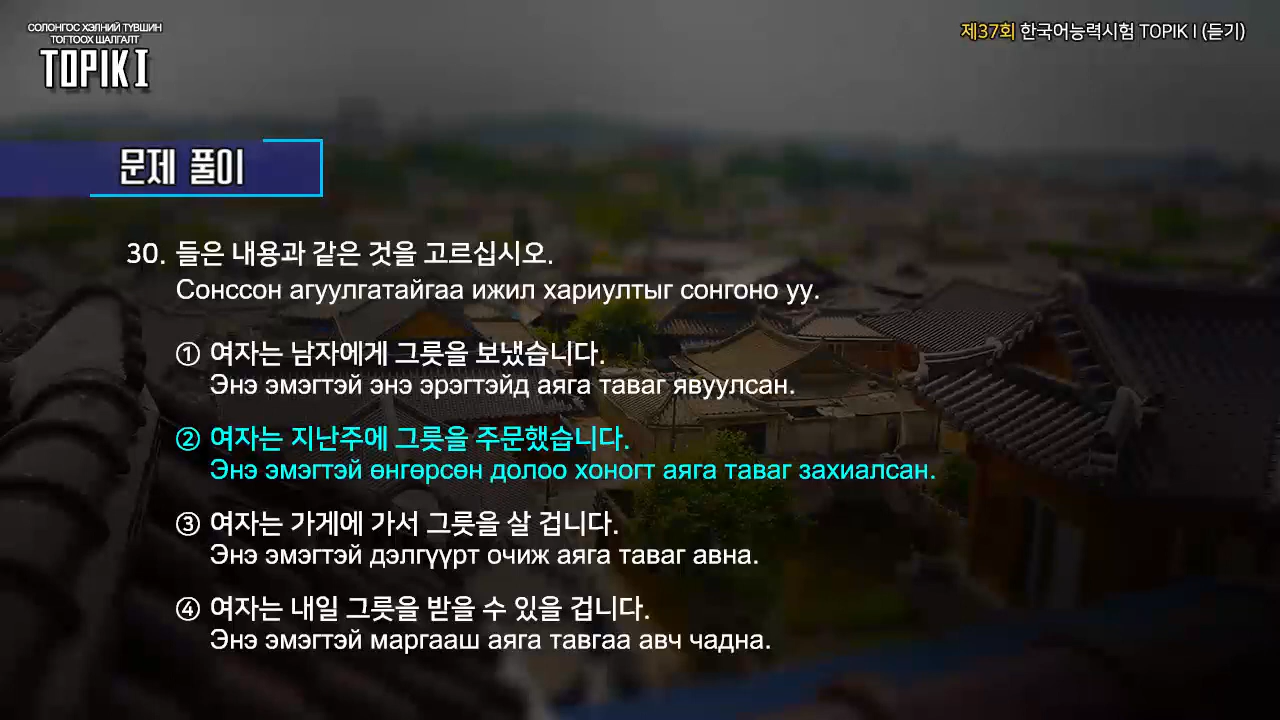 СОЛОНГОС ХЭЛНИЙ ТҮВШИН
ТОГТООХ ШАЛГАЛТ
TOPIK I
제37회 한국어능력시험 TOPIK I (듣기)
문제 풀이
30. 들은 내용과 같은 것을 고르십시오.
Сонссон агуулгатайгаа ижил хариултыг сонгоно уу.
① 여자는 남자에게 그릇을 보냈습니다.
Энэ эмэгтэй энэ эрэгтэйд аяга таваг явуулсан.
② 여자는 지난주에 그릇을 주문했습니다.
Энэ эмэгтэй өнгөрсөн долоо хоногт аяга таваг захиалсан.
③ 여자는 가게에 가서 그릇을 살 겁니다.
Энэ эмэгтэй дэлгүүрт очиж аяга таваг авна.
④ 여자는 내일 그릇을 받을 수 있을 겁니다.
Энэ эмэгтэй маргааш аяга тавгаа авч чадна.